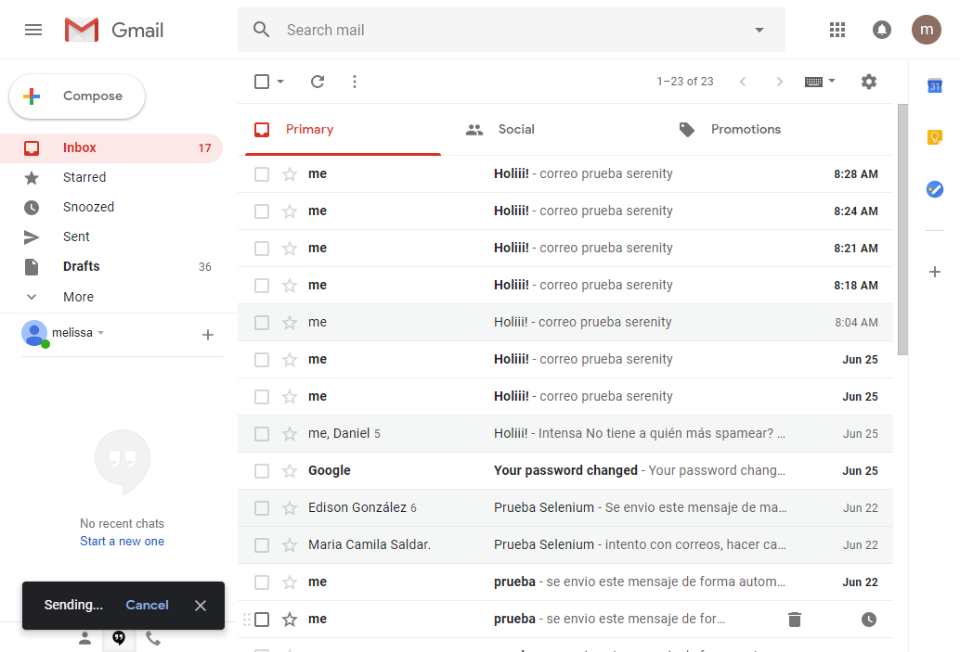 Gmail
Search mail
m
Compose
1–23 of 23
31
Primary
Social
Promotions
Inbox 17
Starred
Snoozed
Sent
Drafts 36
More
melissa
No recent chats
Start a new one
Sending... Cancel
me Holiii! - correo prueba serenity 8:28 AM
me Holiii! - correo prueba serenity 8:24 AM
me Holiii! - correo prueba serenity 8:21 AM
me Holiii! - correo prueba serenity 8:18 AM
me Holiii! - correo prueba serenity 8:04 AM
me Holiii! - correo prueba serenity Jun 25
me Holiii! - correo prueba serenity Jun 25
me, Daniel 5 Holiii! - Intensa No tiene a quién más spamear? ... Jun 25
Google Your password changed - Your password chang... Jun 25
Edison González 6 Prueba Selenium - Se envio este mensaje de ma... Jun 22
Maria Camila Saldar. Prueba Selenium - intento con correos, hacer ca... Jun 22
me prueba - se envio este mensaje de forma autom... Jun 22
me prueba - se envio este mensaje de for...